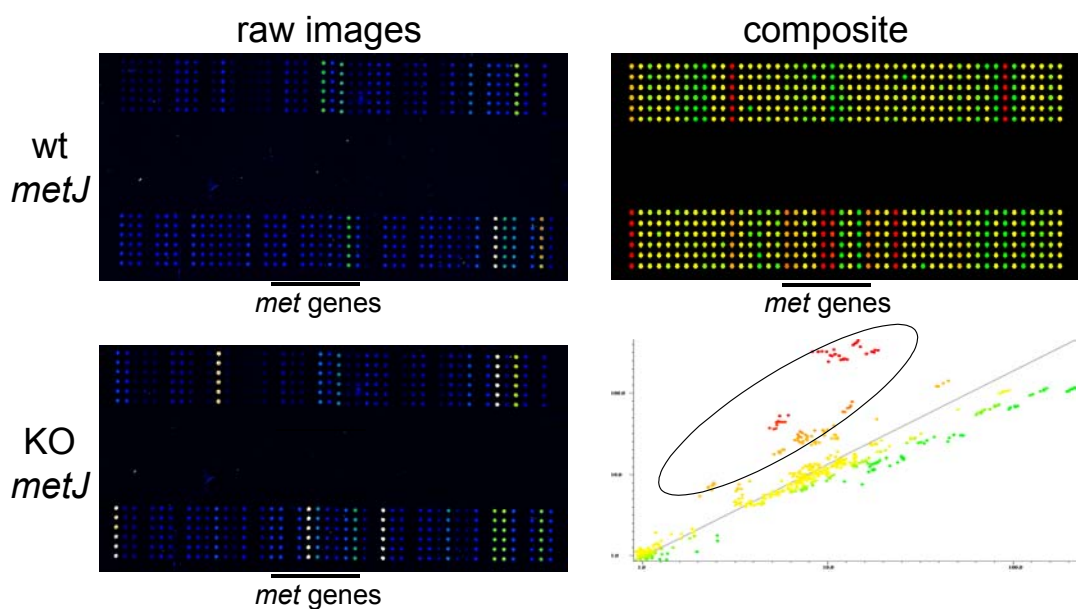 raw images
composite
wt
metJ
met genes
met genes
KO
metJ
met genes